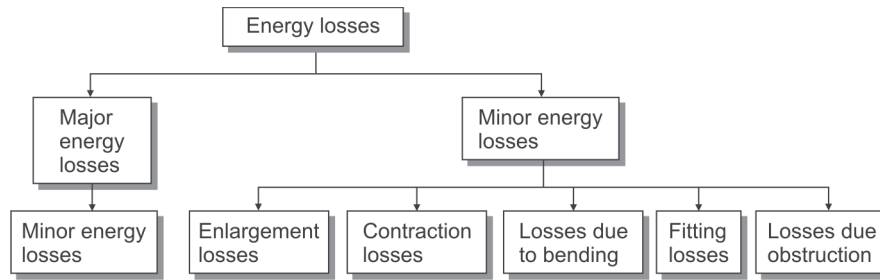 Energy losses
Major
energy
losses
Minor energy
losses
Minor energy
losses
Enlargement
losses
Contraction
losses
Losses due
to bending
Fitting
losses
Losses due
obstruction